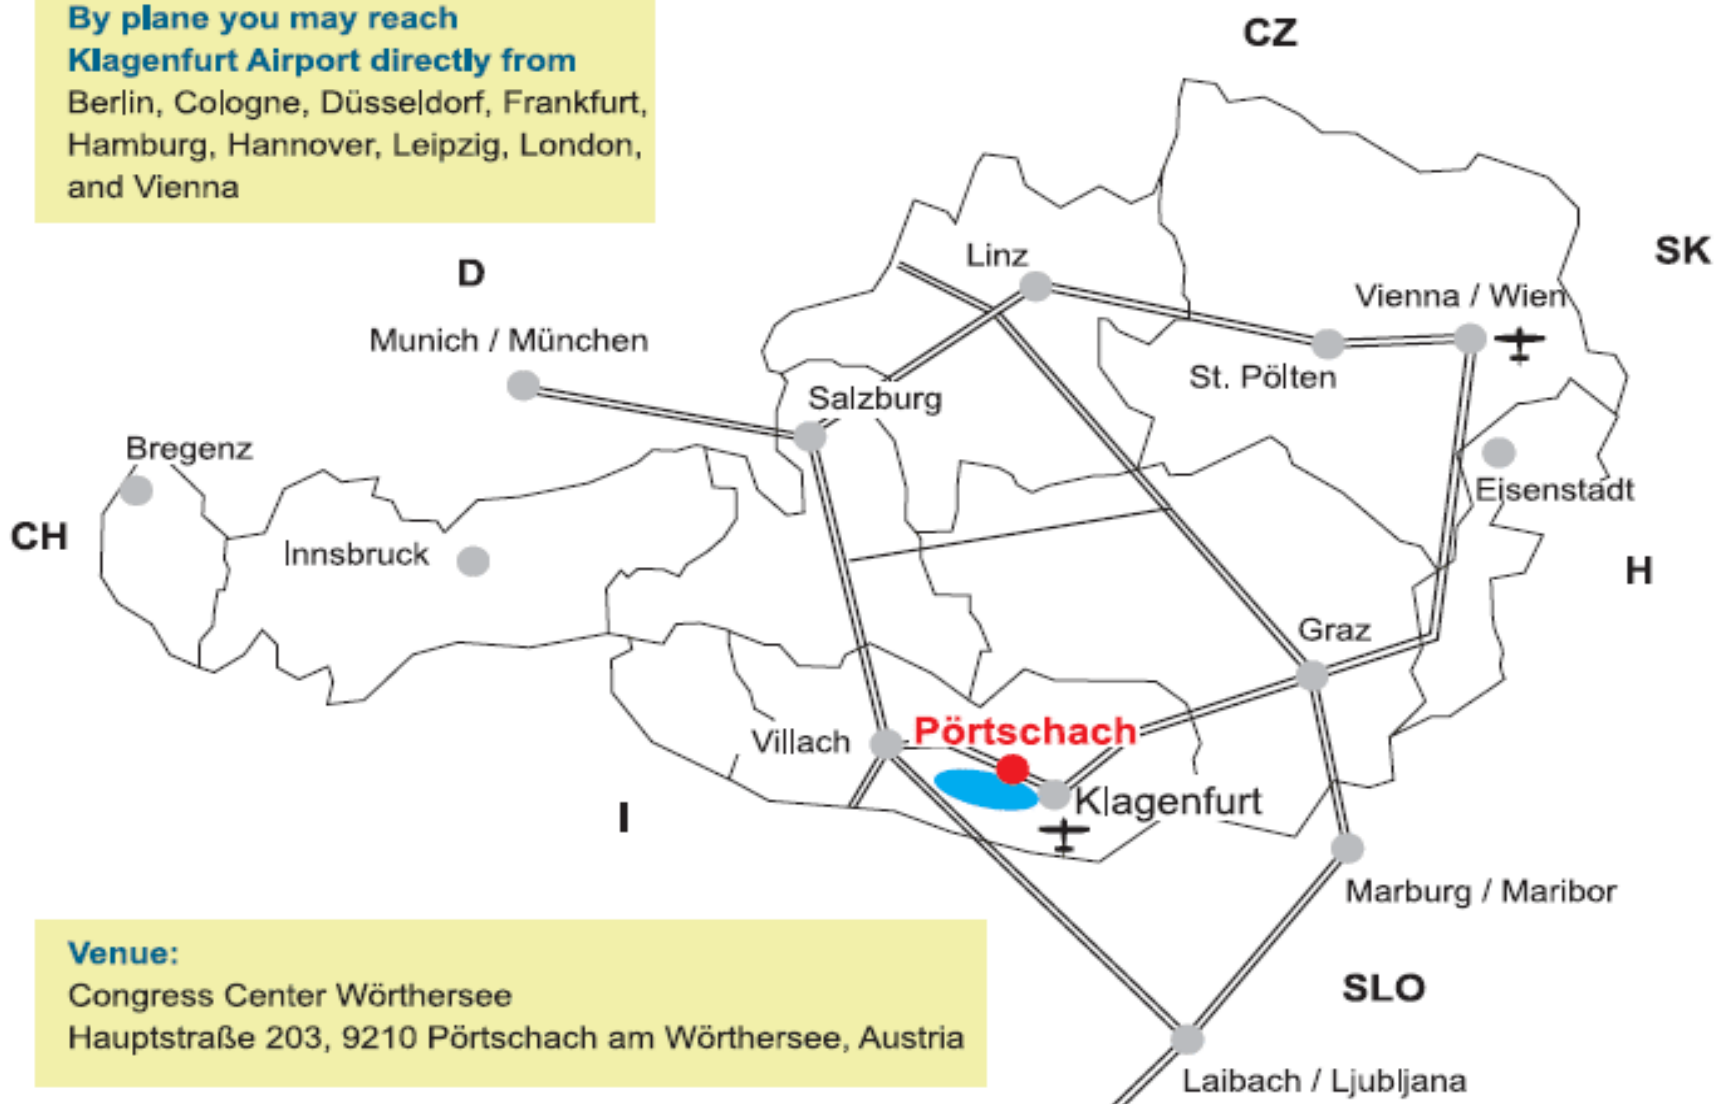 By plane you may reach
Klagenfurt Airport directly from
Berlin, Cologne, Düsseldorf, Frankfurt,
Hamburg, Hannover, Leipzig, London,
and Vienna
CZ
SK
D
Linz
Vienna / Wien
Munich / München
St. Pölten
Salzburg
Bregenz
Eisenstadt
CH
Innsbruck
H
Graz
Pörtschach
Villach
Klagenfurt
I
Marburg / Maribor
Venue:
Congress Center Wörthersee
Hauptstraße 203, 9210 Pörtschach am Wörthersee, Austria
SLO
Laibach / Ljubljana